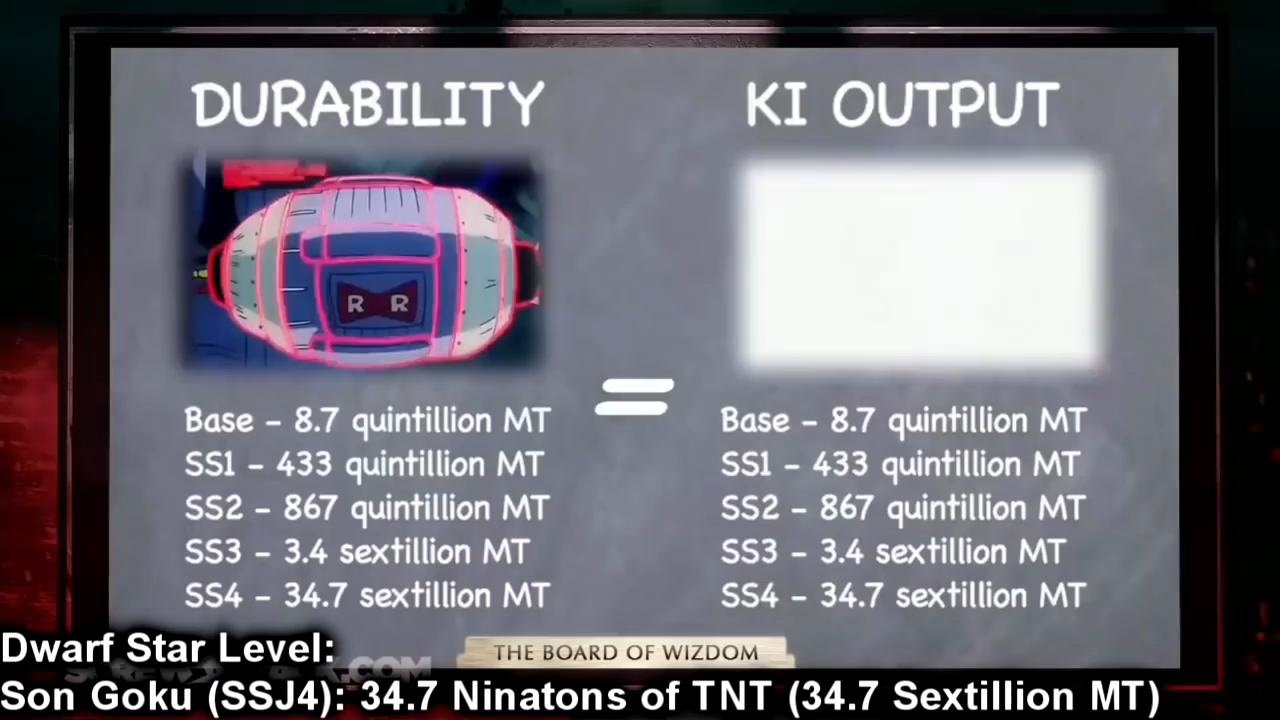 DURABILITY
KI OUTPUT
R R
Base - 8.7 quintillion MT
SS1 - 433 quintillion MT
SS2 - 867 quintillion MT
SS3 - 3.4 sextillion MT
SS4 - 34.7 sextillion MT
=
Base - 8.7 quintillion MT
SS1 - 433 quintillion MT
SS2 - 867 quintillion MT
SS3 - 3.4 sextillion MT
SS4 - 34.7 sextillion MT
THE BOARD OF WIZDOM
Dwarf Star Level:
Son Goku (SSJ4): 34.7 Ninatons of TNT (34.7 Sextillion MT)